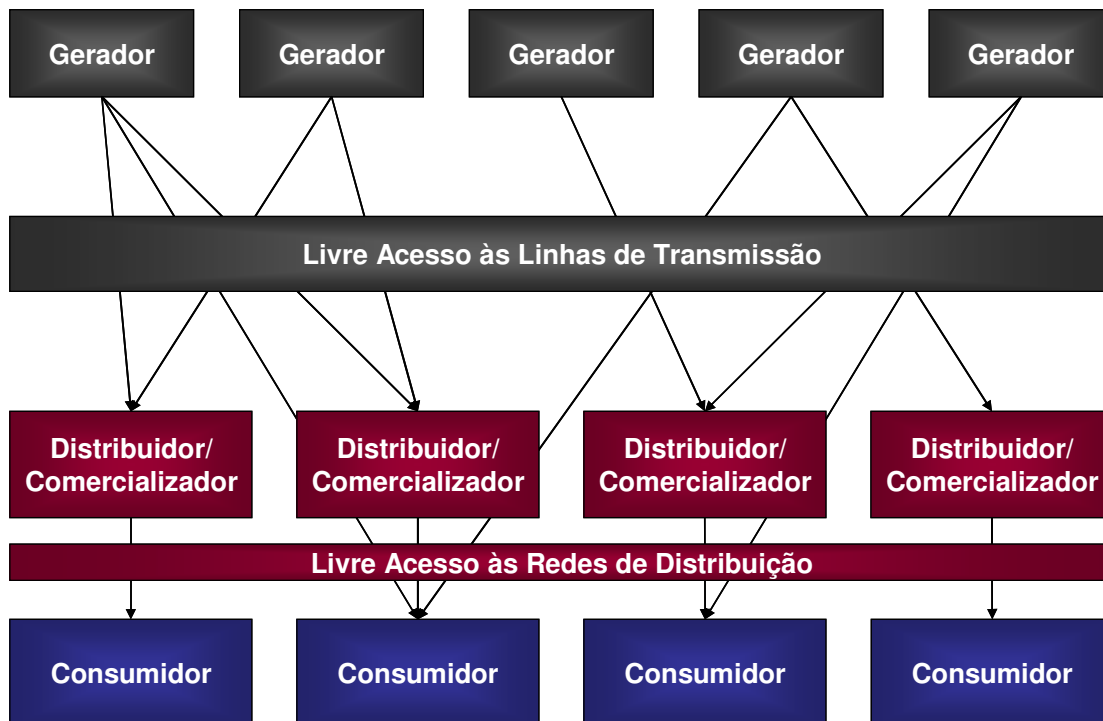 Gerador
Gerador
Gerador
Gerador
Gerador
Livre Acesso às Linhas de Transmissão
Distribuidor/
Comercializador
Distribuidor/
Comercializador
Distribuidor/
Comercializador
Distribuidor/
Comercializador
Livre Acesso às Redes de Distribuição
Consumidor
Consumidor
Consumidor
Consumidor